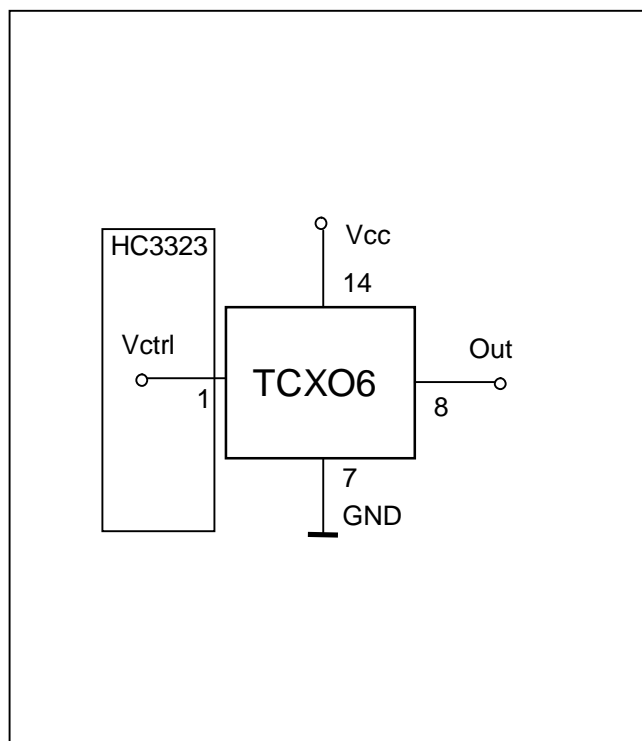 HC3323
Vcc
14
Vctrl
1
TCXO6
Out
8
7
GND